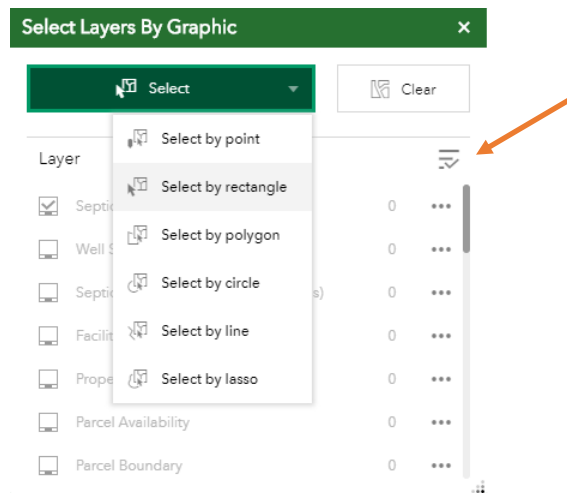 Select Layers By Graphic ×
Select Clear
Select by point
Layer
Select by rectangle
0
Select by polygon
Well 0
Select by circle
s) 0
Select by line
0
Select by lasso
0
Parcel Availability 0
Parcel Boundary 0